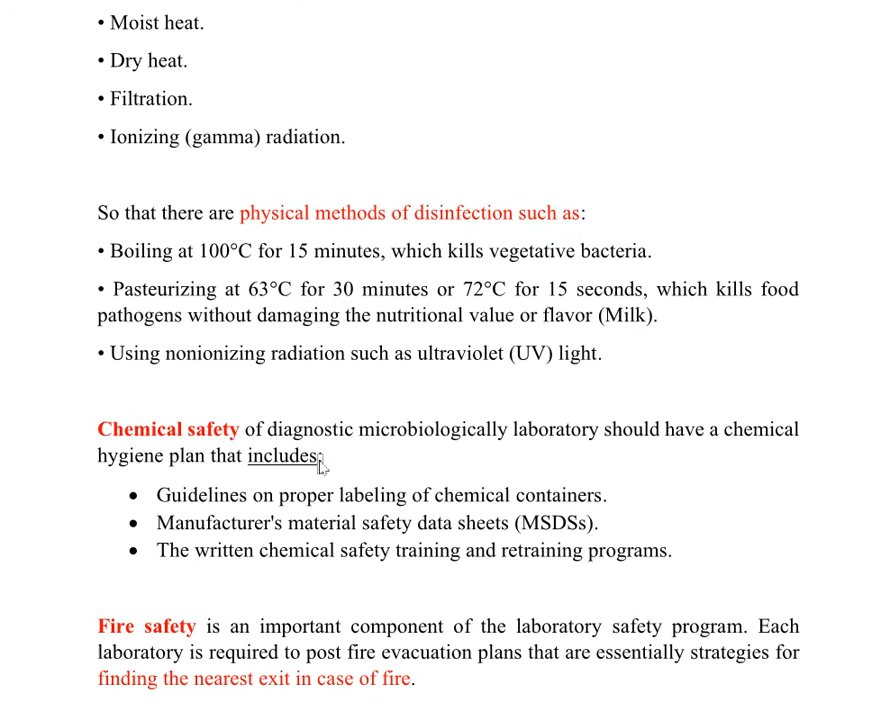 • Moist heat.
• Dry heat.
• Filtration.
• Ionizing (gamma) radiation.
So that there are physical methods of disinfection such as:
• Boiling at 100°C for 15 minutes, which kills vegetative bacteria.
• Pasteurizing at 63°C for 30 minutes or 72°C for 15 seconds, which kills food
pathogens without damaging the nutritional value or flavor (Milk).
• Using nonionizing radiation such as ultraviolet (UV) light.
Chemical safety of diagnostic microbiologically laboratory should have a chemical
hygiene plan that includes:
• Guidelines on proper labeling of chemical containers.
• Manufacturer's material safety data sheets (MSDSs).
• The written chemical safety training and retraining programs.
Fire safety is an important component of the laboratory safety program. Each
laboratory is required to post fire evacuation plans that are essentially strategies for
finding the nearest exit in case of fire.